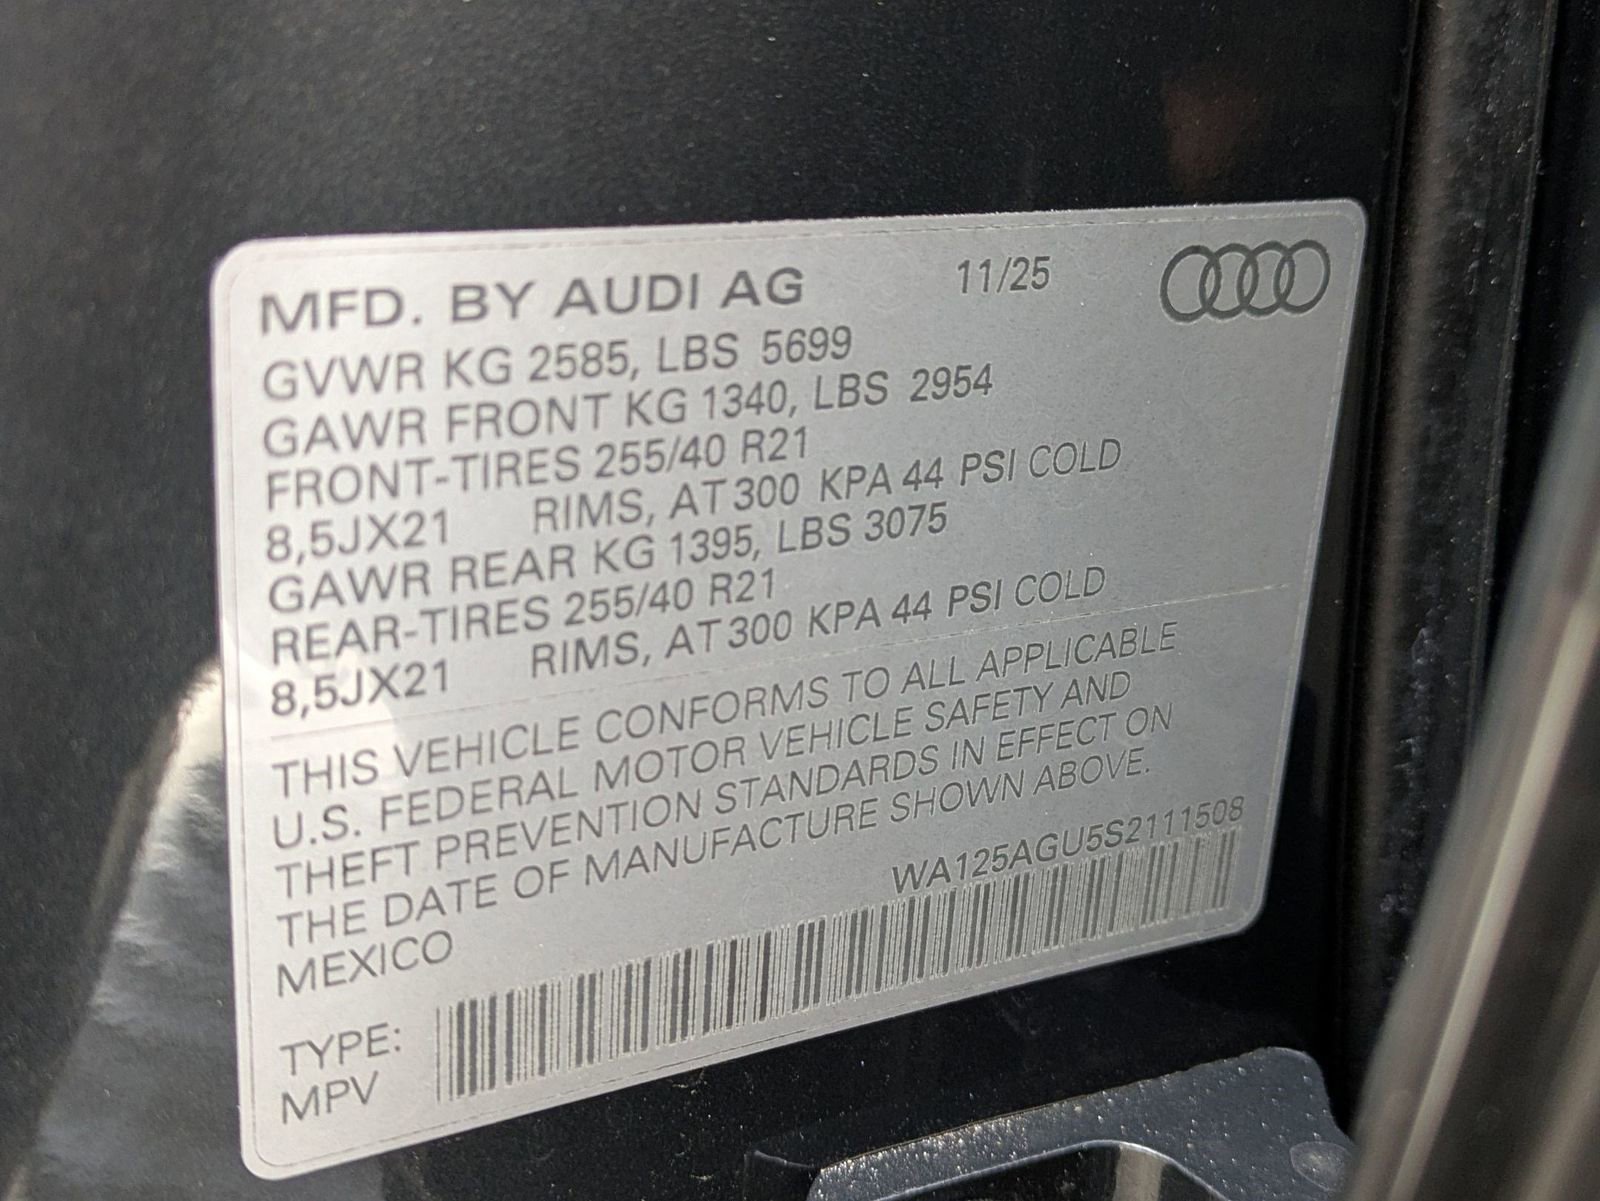 MFD. BY AUDI AG 11/25
GVWR KG 2585, LBS 5699
GAWR FRONT KG 1340, LBS 2954
FRONT-TIRES 255/40 R21
8,5JX21 RIMS, AT 300 KPA 44 PSI COLD
GAWR REAR KG 1395, LBS 3075
REAR-TIRES 255/40 R21
8,5JX21 RIMS, AT 300 KPA 44 PSI COLD
THIS VEHICLE CONFORMS TO ALL APPLICABLE
U.S. FEDERAL MOTOR VEHICLE SAFETY AND
THEFT PREVENTION STANDARDS IN EFFECT ON
THE DATE OF MANUFACTURE SHOWN ABOVE.
MEXICO WA125AGU5S2111508
TYPE:
MPV